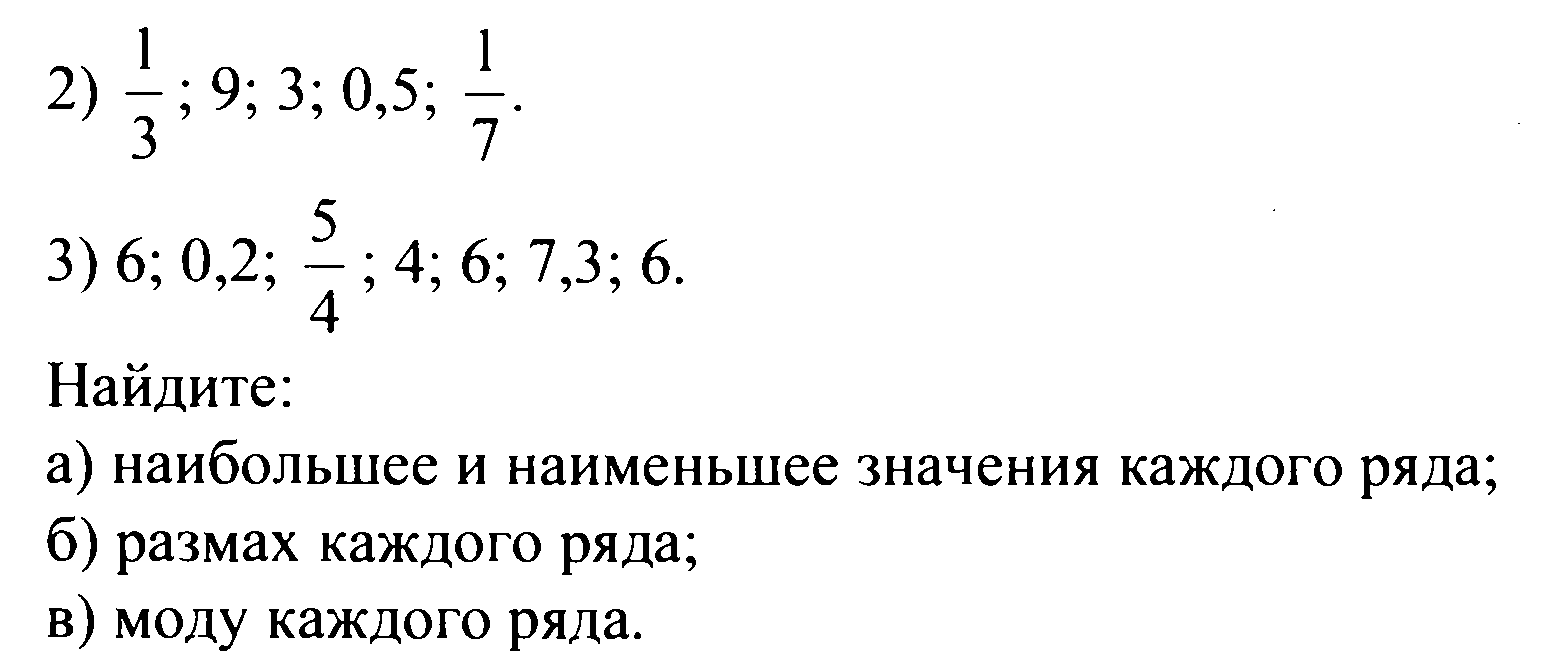 2) 1/3; 9; 3; 0,5; 1/7.
3) 6; 0,2; 5/4; 4; 6; 7,3; 6.
Найдите:
а) наибольшее и наименьшее значения каждого ряда;
б) размах каждого ряда;
в) моду каждого ряда.